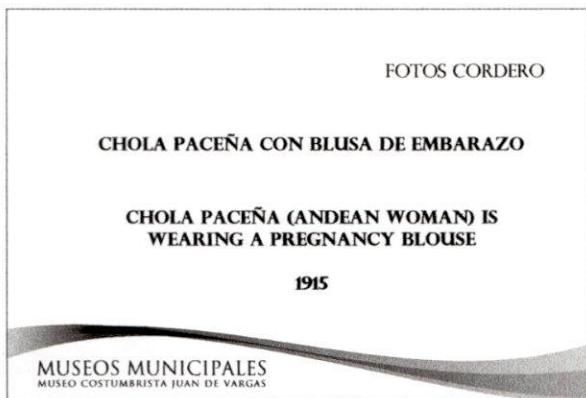 FOTOS CORDERO
CHOLA PACEÑA CON BLUSA DE EMBARAZO
CHOLA PACEÑA (ANDEAN WOMAN) IS
WEARING A PREGNANCY BLOUSE
1915
MUSEOS MUNICIPALES
MUSEO COSTUMBRISTA JUAN DE VARGAS